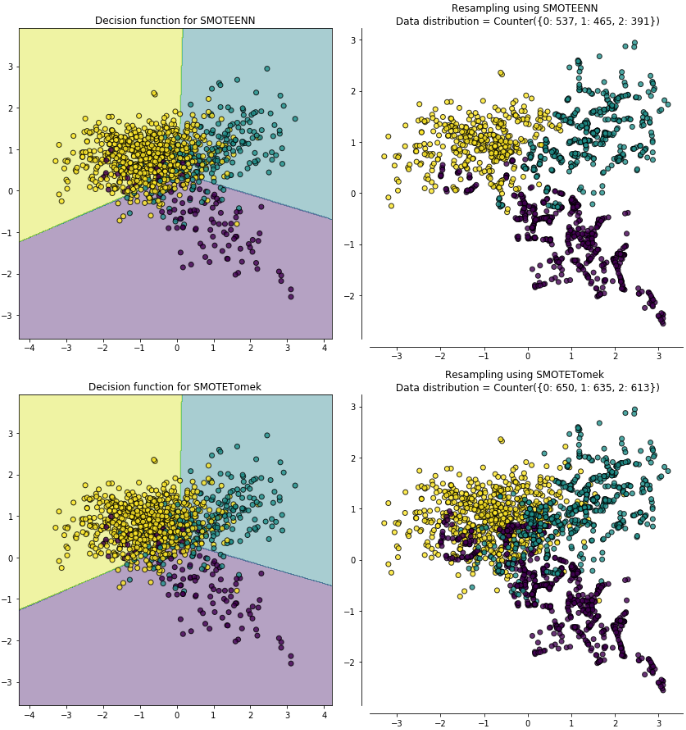 Decision function for SMOTEENN
3
2
1
0
−1
−2
−3
−4 −3 −2 −1 0 1 2 3 4
Resampling using SMOTEENN
Data distribution = Counter({0: 537, 1: 465, 2: 391})
3
2
1
0
−1
−2
−3 −2 −1 0 1 2 3
Decision function for SMOTETomek
3
2
1
0
−1
−2
−3
−4 −3 −2 −1 0 1 2 3 4
Resampling using SMOTETomek
Data distribution = Counter({0: 650, 1: 635, 2: 613})
3
2
1
0
−1
−2
−3 −2 −1 0 1 2 3